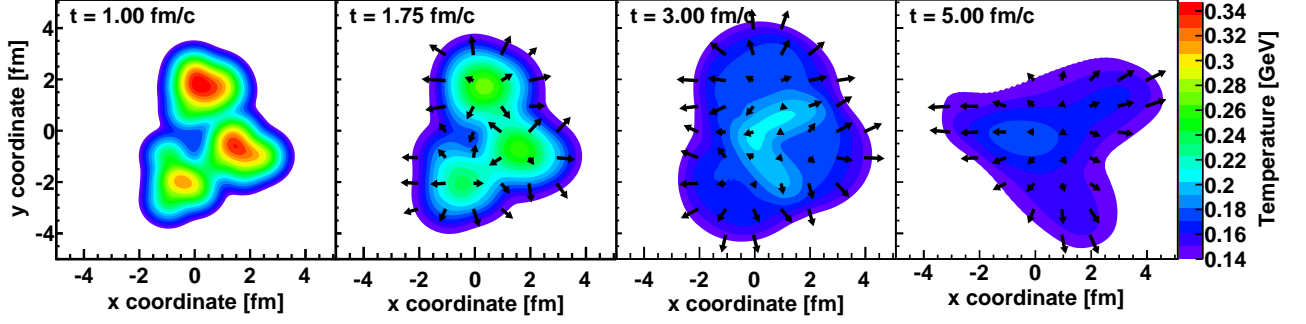 t = 1.00 fm/c
t = 1.75 fm/c
t = 3.00 fm/c
t = 5.00 fm/c
y coordinate [fm]
4
2
0
-2
-4
-4 -2 0 2 4
-4 -2 0 2 4
-4 -2 0 2 4
-4 -2 0 2 4
x coordinate [fm]
x coordinate [fm]
x coordinate [fm]
x coordinate [fm]
0.34
0.32
0.30
0.28
0.26
0.24
0.22
0.2
0.18
0.16
0.14
Temperature [GeV]